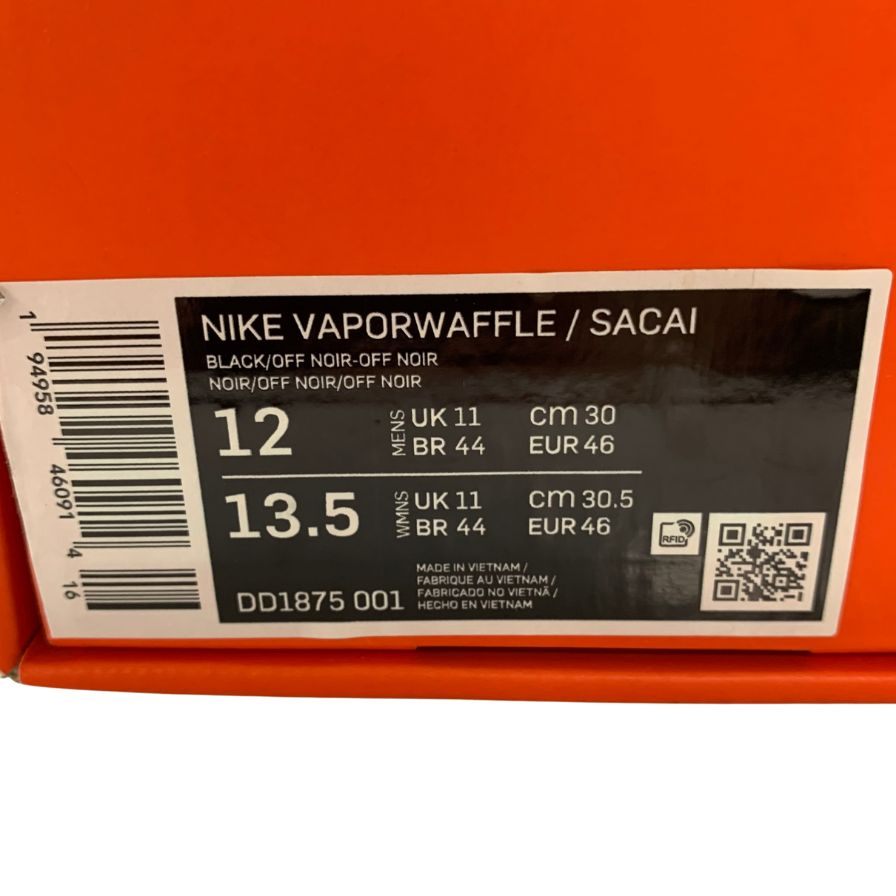 NIKE VAPORWAFFLE / SACAI
BLACK/OFF NOIR-OFF NOIR
NOIR/OFF NOIR/OFF NOIR
12 MENS UK 11 cm 30
BR 44 EUR 46
13.5 WMNS UK 11 cm 30.5
BR 44 EUR 46
RFID
DD1875 001
MADE IN VIETNAM /
FABRIQUE AU VIETNAM /
FABRICADO NO VIETNÃ /
HECHO EN VIETNAM
1 94958 46091 4 16